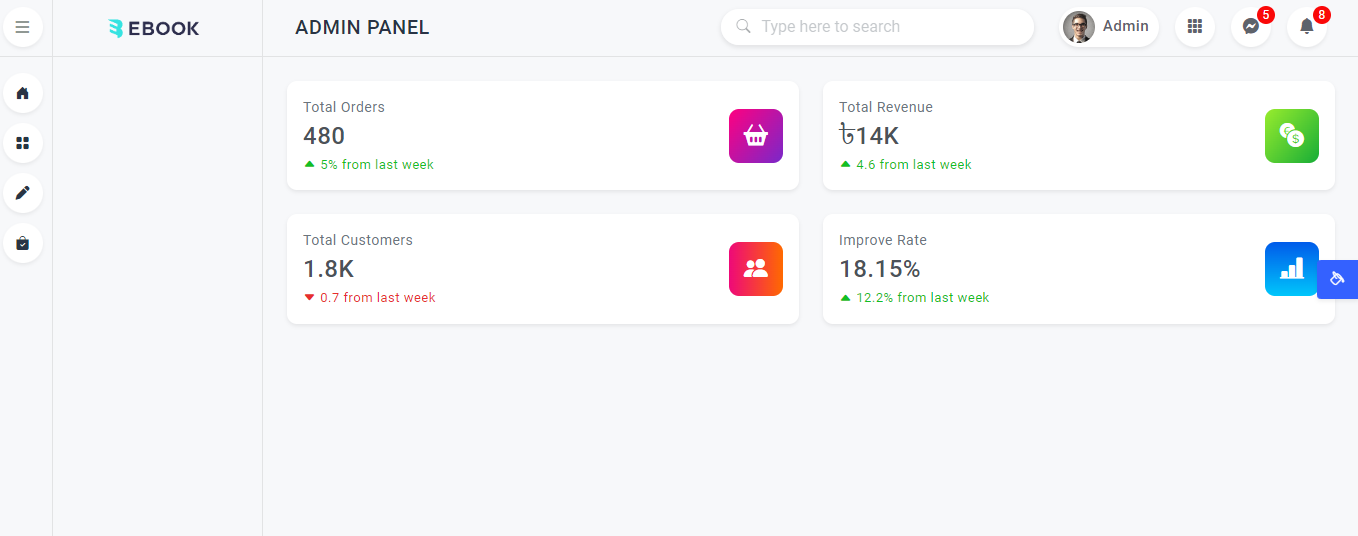 EBOOK
ADMIN PANEL
Type here to search
Admin
5
8
Total Orders
480
5% from last week
Total Revenue
৳14K
4.6 from last week
Total Customers
1.8K
0.7 from last week
Improve Rate
18.15%
12.2% from last week